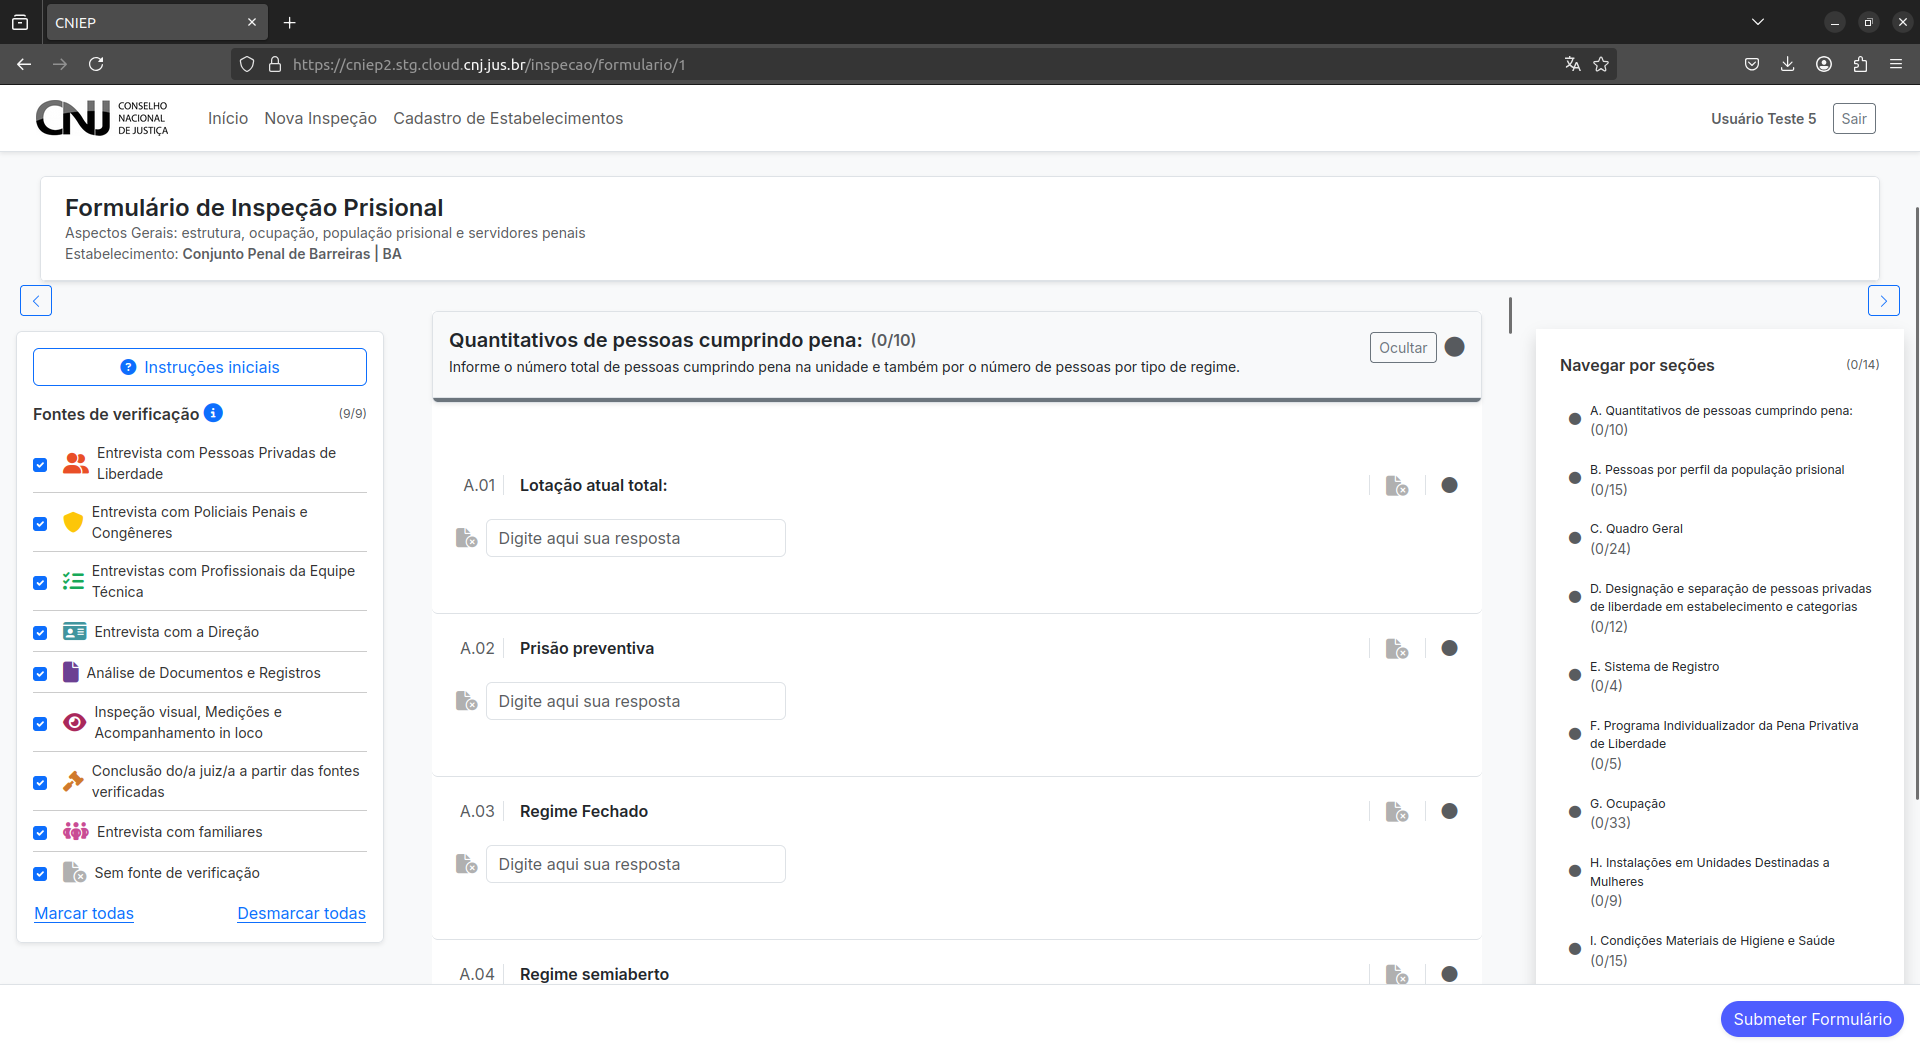 CNIEP
https://cniep2.stg.cloud.cnj.jus.br/inspecao/formulario/1
CNJ
CONSELHO
NACIONAL
DE JUSTIÇA
Início
Nova Inspeção
Cadastro de Estabelecimentos
Usuário Teste 5
Sair
Formulário de Inspeção Prisional
Aspectos Gerais: estrutura, ocupação, população prisional e servidores penais
Estabelecimento: Conjunto Penal de Barreiras | BA
Instruções iniciais
Fontes de verificação
(9/9)
Entrevista com Pessoas Privadas de
Liberdade
Entrevista com Policiais Penais e
Congêneres
Entrevistas com Profissionais da Equipe
Técnica
Entrevista com a Direção
Análise de Documentos e Registros
Inspeção visual, Medições e
Acompanhamento in loco
Conclusão do/a juiz/a a partir das fontes
verificadas
Entrevista com familiares
Sem fonte de verificação
Marcar todas
Desmarcar todas
Quantitativos de pessoas cumprindo pena: (0/10)
Informe o número total de pessoas cumprindo pena na unidade e também por o número de pessoas por tipo de regime.
Ocultar
A.01 Lotação atual total:
Digite aqui sua resposta
A.02 Prisão preventiva
Digite aqui sua resposta
A.03 Regime Fechado
Digite aqui sua resposta
A.04 Regime semiaberto
Navegar por seções
(0/14)
A. Quantitativos de pessoas cumprindo pena:
(0/10)
B. Pessoas por perfil da população prisional
(0/15)
C. Quadro Geral
(0/24)
D. Designação e separação de pessoas privadas
de liberdade em estabelecimento e categorias
(0/12)
E. Sistema de Registro
(0/4)
F. Programa Individualizador da Pena Privativa
de Liberdade
(0/5)
G. Ocupação
(0/33)
H. Instalações em Unidades Destinadas a
Mulheres
(0/9)
I. Condições Materiais de Higiene e Saúde
(0/15)
Submeter Formulário